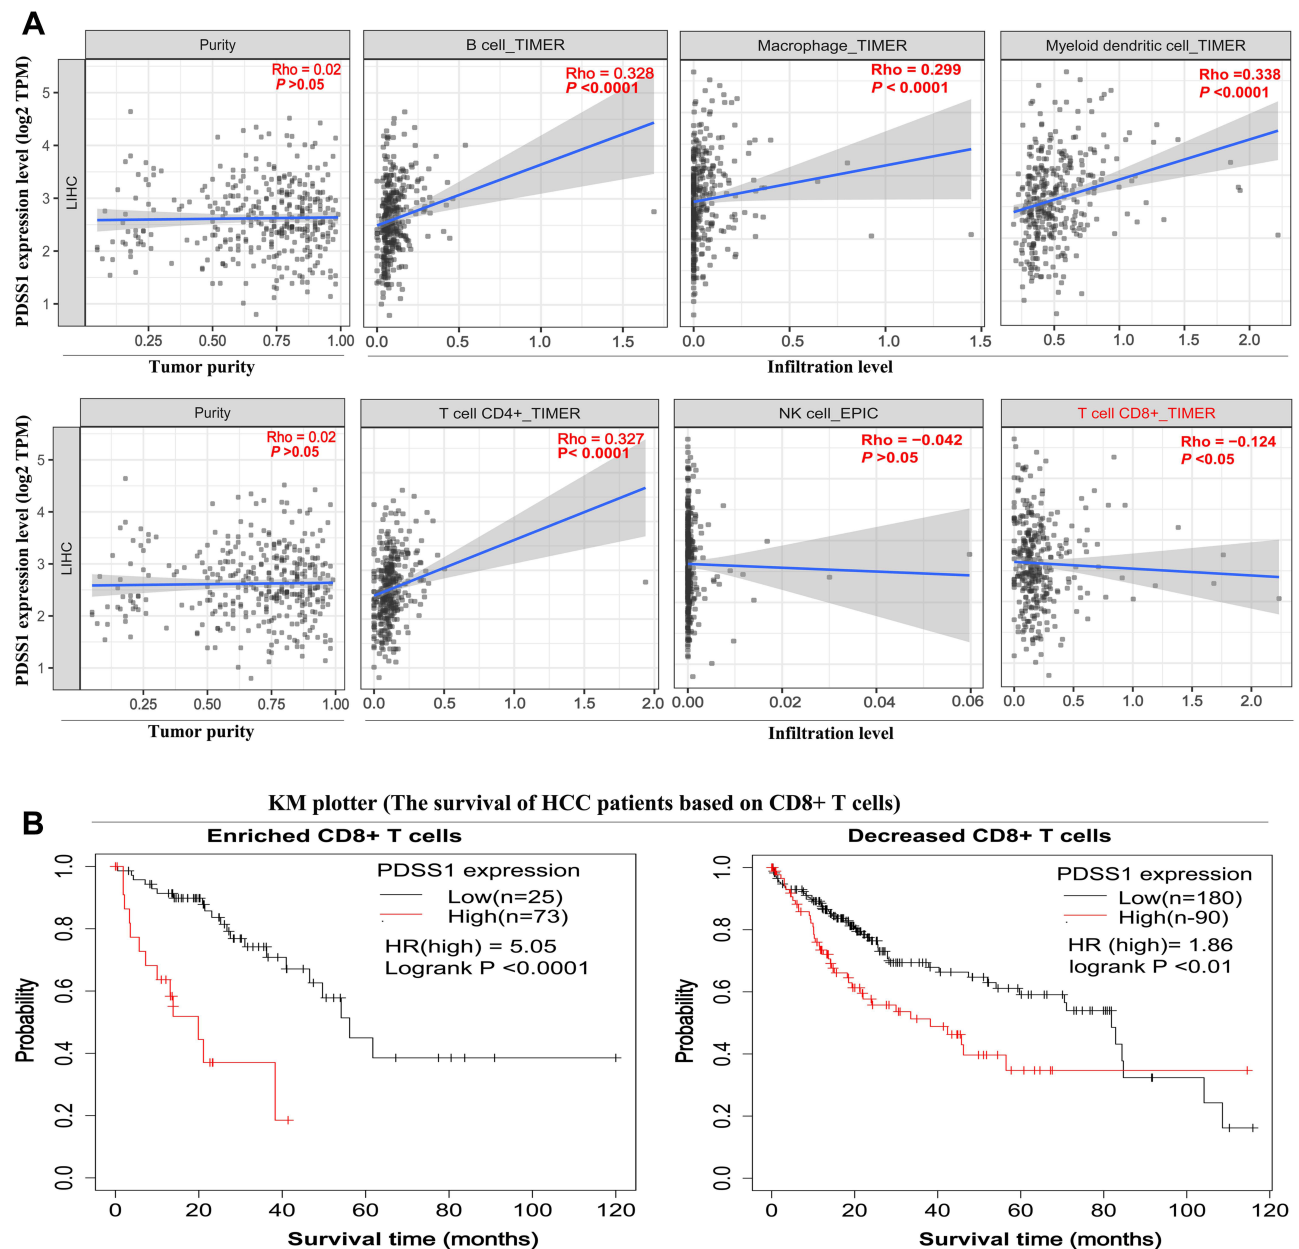 A
Purity
B cell_TIMER
Macrophage_TIMER
Myeloid dendritic cell_TIMER
Rho = 0.02
P >0.05
Rho = 0.328
P <0.0001
Rho = 0.299
P < 0.0001
Rho =0.338
P <0.0001
PDSS1 expression level (log2 TPM)
LIHC
5
4
3
2
1
0.25 0.50 0.75 1.00
0.0 0.5 1.0 1.5
0.0 0.5 1.0 1.5
0.5 1.0 1.5 2.0
Tumor purity
Infiltration level
Purity
T cell CD4+_TIMER
NK cell_EPIC
T cell CD8+_TIMER
Rho = 0.02
P >0.05
Rho = 0.327
P< 0.0001
Rho = −0.042
P >0.05
Rho = −0.124
P <0.05
PDSS1 expression level (log2 TPM)
LIHC
5
4
3
2
1
0.25 0.50 0.75 1.00
0.0 0.5 1.0 1.5 2.0
0.00 0.02 0.04 0.06
0.0 0.5 1.0 1.5 2.0
Tumor purity
Infiltration level
KM plotter (The survival of HCC patients based on CD8+ T cells)
B
Enriched CD8+ T cells
PDSS1 expression
Low(n=25)
High(n=73)
HR(high) = 5.05
Logrank P <0.0001
Probability
1.0
0.8
0.6
0.4
0.2
0.0
0 20 40 60 80 100 120
Survival time (months)
Decreased CD8+ T cells
PDSS1 expression
Low(n=180)
High(n-90)
HR (high)= 1.86
logrank P <0.01
Probability
1.0
0.8
0.6
0.4
0.2
0.0
0 20 40 60 80 100 120
Survival time (months)